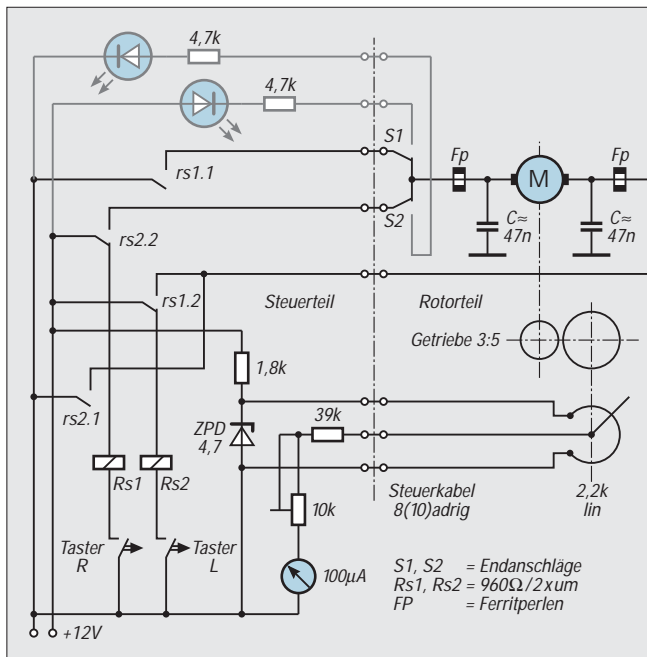 4,7k
4,7k
S1
Fp
Fp
rs1.1
M
S2
C≈
47n
C≈
47n
rs2.2
rs1.2
Steuerteil
Rotorteil
Getriebe 3:5
1,8k
rs2.1
ZPD
4,7
39k
Rs1
Rs2
Steuerkabel
8(10)adrig
2,2k
lin
10k
Taster
R
Taster
L
100µA
S1, S2 = Endanschläge
Rs1, Rs2 = 960Ω/2xum
FP = Ferritperlen
+12V